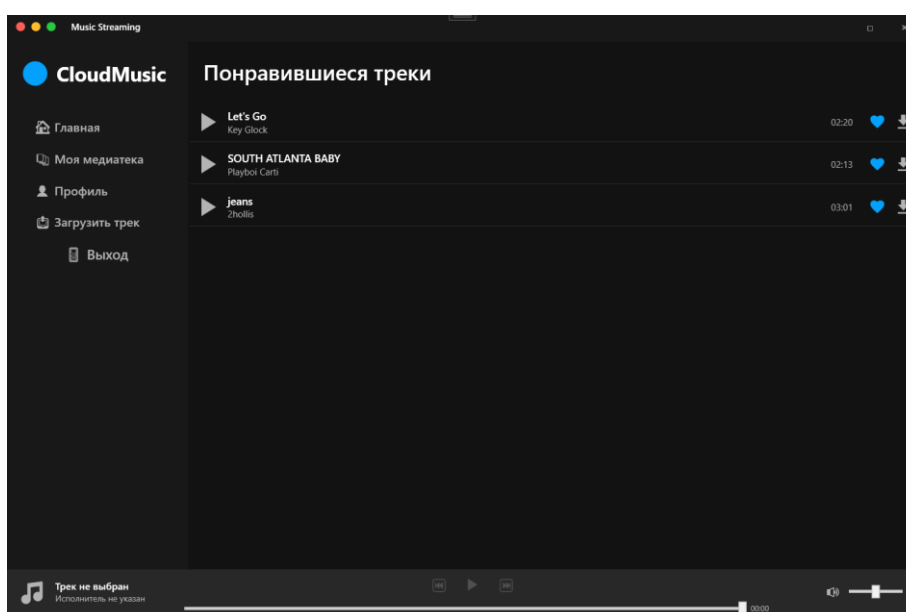 Music Streaming
CloudMusic
Главная
Моя медиатека
Профиль
Загрузить трек
Выход
Понравившиеся треки
Let's Go
Key Glock
02:20
SOUTH ATLANTA BABY
Playboi Carti
02:13
jeans
2hollis
03:01
Трек не выбран
Исполнитель не указан
00:00